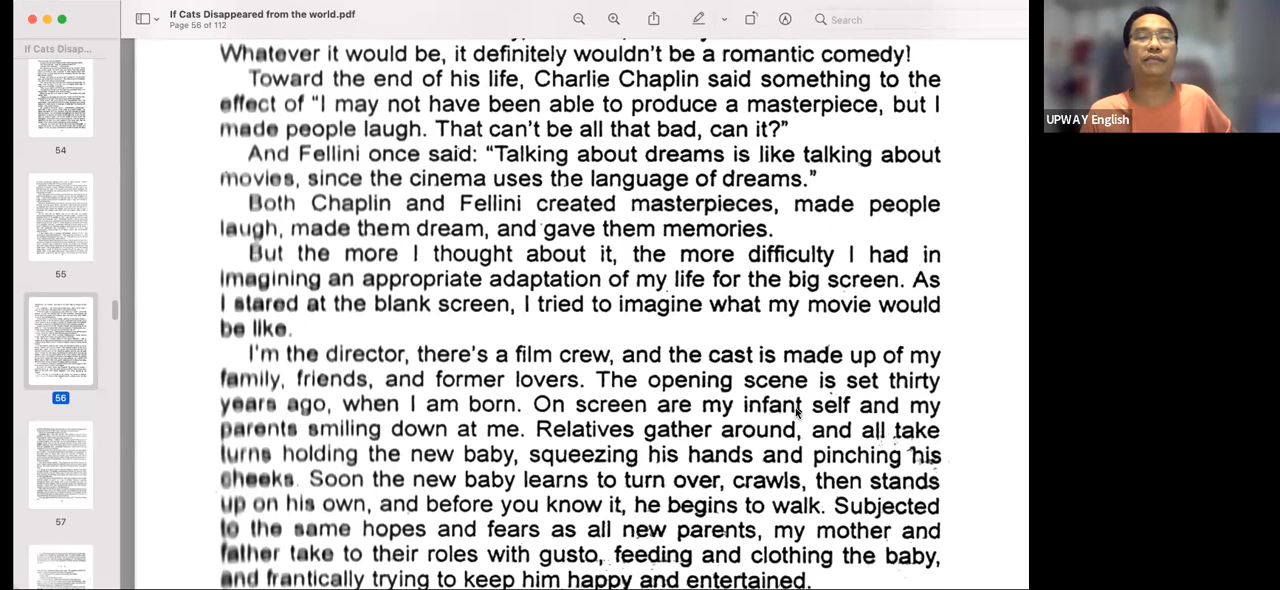 If Cats Disappeared from the world.pdf
Page 56 of 112
Search
If Cats Disap...
54
55
56
57
UPWAY English
Whatever it would be, it definitely wouldn't be a romantic comedy!
Toward the end of his life, Charlie Chaplin said something to the
effect of “I may not have been able to produce a masterpiece, but I
made people laugh. That can't be all that bad, can it?”
And Fellini once said: “Talking about dreams is like talking about
movies, since the cinema uses the language of dreams.”
Both Chaplin and Fellini created masterpieces, made people
laugh, made them dream, and gave them memories.
But the more I thought about it, the more difficulty I had in
imagining an appropriate adaptation of my life for the big screen. As
I stared at the blank screen, I tried to imagine what my movie would
be like.
I'm the director, there's a film crew, and the cast is made up of my
family, friends, and former lovers. The opening scene is set thirty
years ago, when I am born. On screen are my infant self and my
parents smiling down at me. Relatives gather around, and all take
turns holding the new baby, squeezing his hands and pinching his
cheeks. Soon the new baby learns to turn over, crawls, then stands
up on his own, and before you know it, he begins to walk. Subjected
to the same hopes and fears as all new parents, my mother and
father take to their roles with gusto, feeding and clothing the baby,
and frantically trying to keep him happy and entertained.